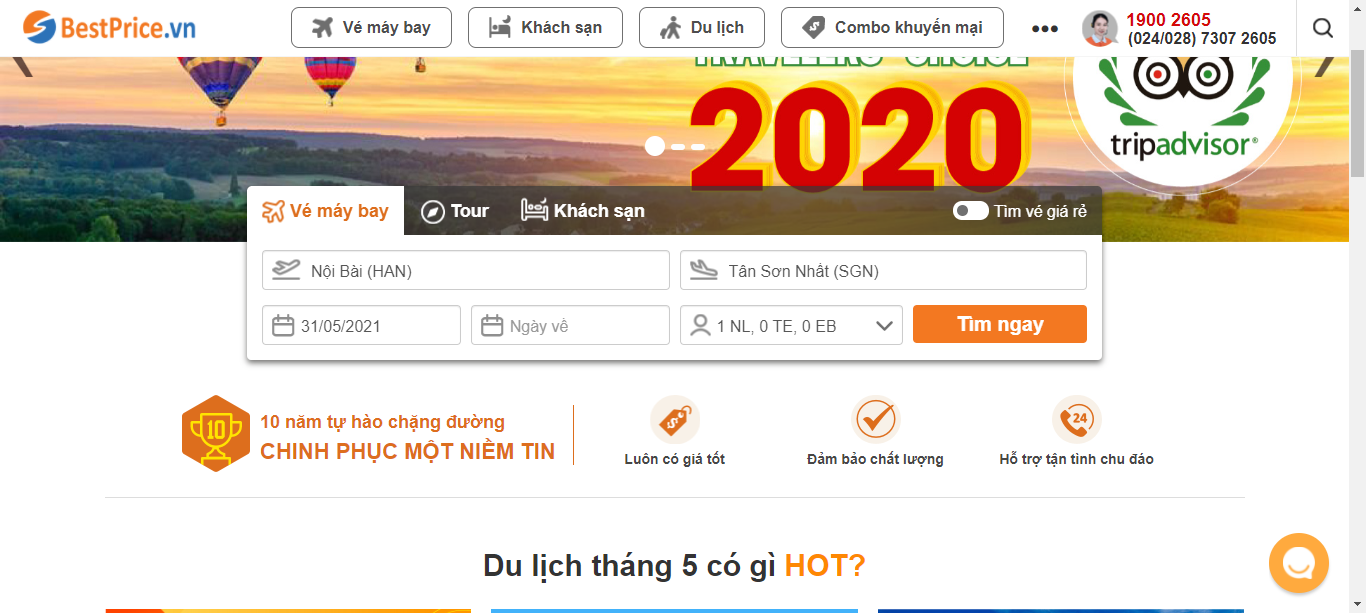 BestPrice.vn
Vé máy bay
Khách sạn
Du lịch
Combo khuyến mại
1900 2605
(024/028) 7307 2605
TRAVELLERS' CHOICE
2020
tripadvisor®
Vé máy bay
Tour
Khách sạn
Tìm vé giá rẻ
Nội Bài (HAN)
Tân Sơn Nhất (SGN)
31/05/2021
Ngày về
1 NL, 0 TE, 0 EB
Tìm ngay
10
10 năm tự hào chặng đường
CHINH PHỤC MỘT NIỀM TIN
Luôn có giá tốt
Đảm bảo chất lượng
24
Hỗ trợ tận tình chu đáo
Du lịch tháng 5 có gì HOT?